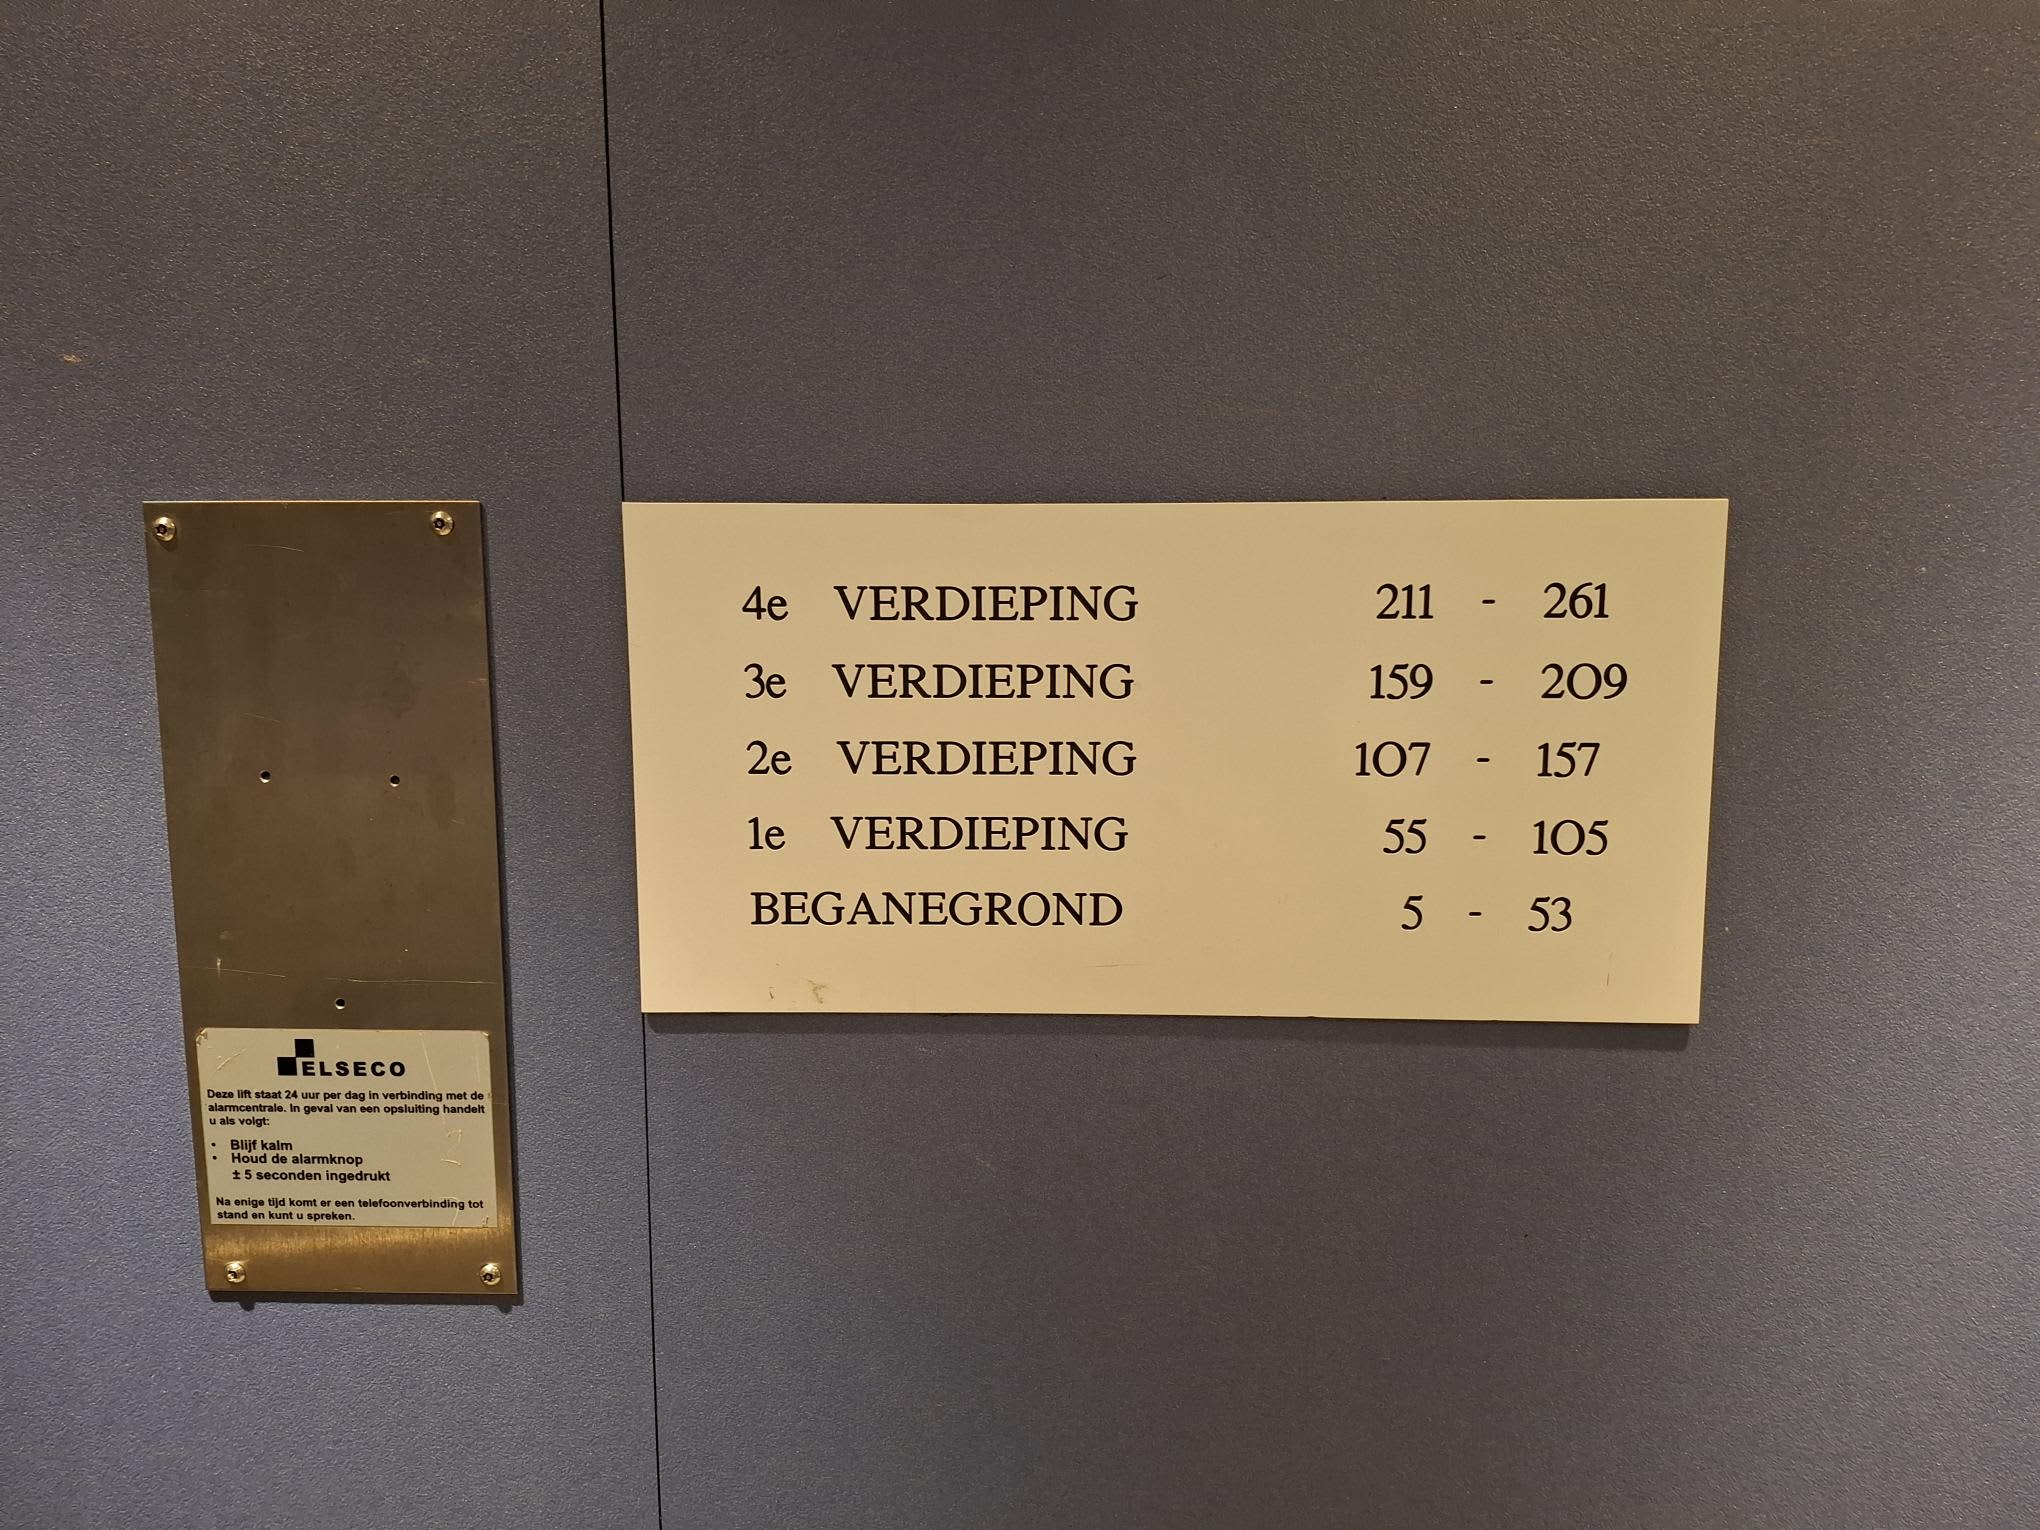 4e VERDIEPING 211 - 261
3e VERDIEPING 159 - 209
2e VERDIEPING 107 - 157
1e VERDIEPING 55 - 105
BEGANEGROND 5 - 53
ELSECO
Deze lift staat 24 uur per dag in verbinding met de
alarmcentrale. In geval van een opsluiting handelt
u als volgt:
• Blijf kalm
• Houd de alarmknop
± 5 seconden ingedrukt
Na enige tijd komt er een telefoonverbinding tot
stand en kunt u spreken.